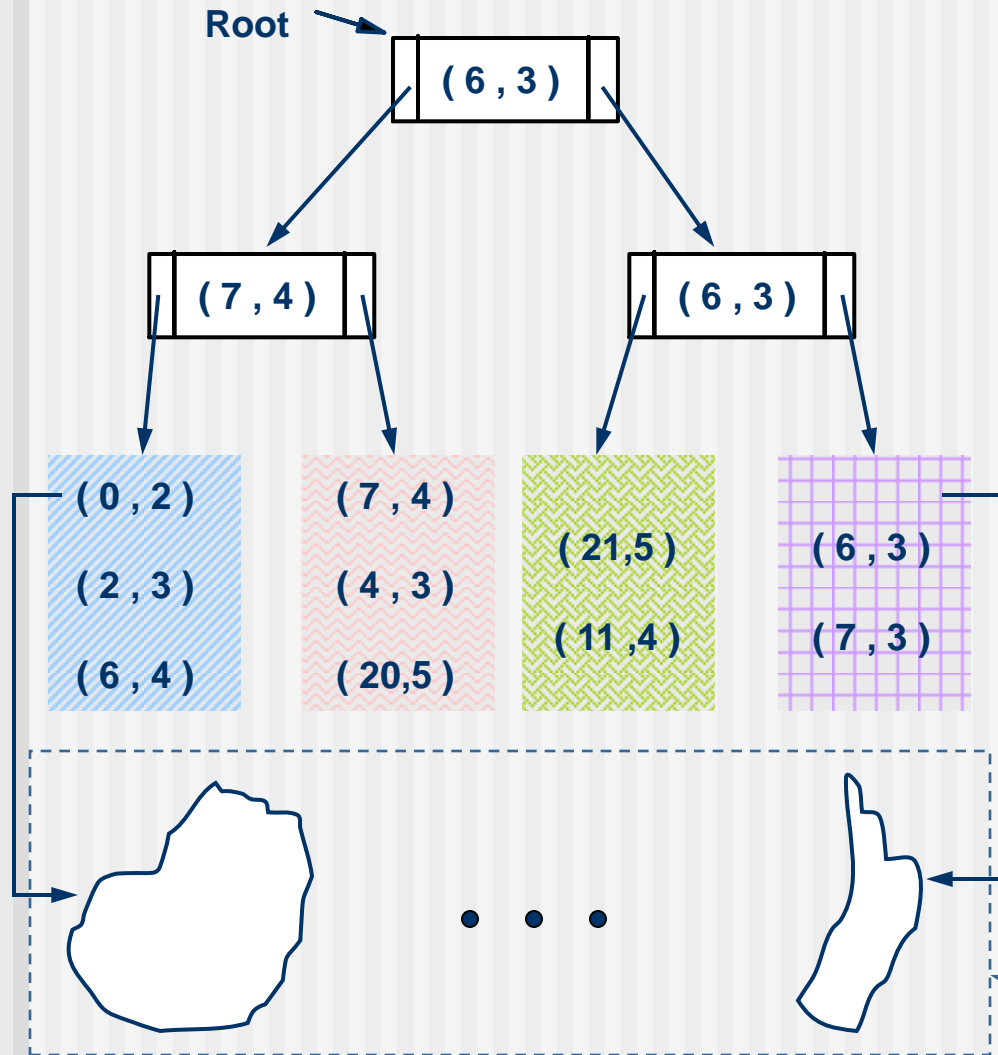 Root
( 6 , 3 )
( 7 , 4 )
( 6 , 3 )
( 0 , 2 )
( 2 , 3 )
( 6 , 4 )
( 7 , 4 )
( 4 , 3 )
( 20,5 )
( 21,5 )
( 11 ,4 )
( 6 , 3 )
( 7 , 3 )